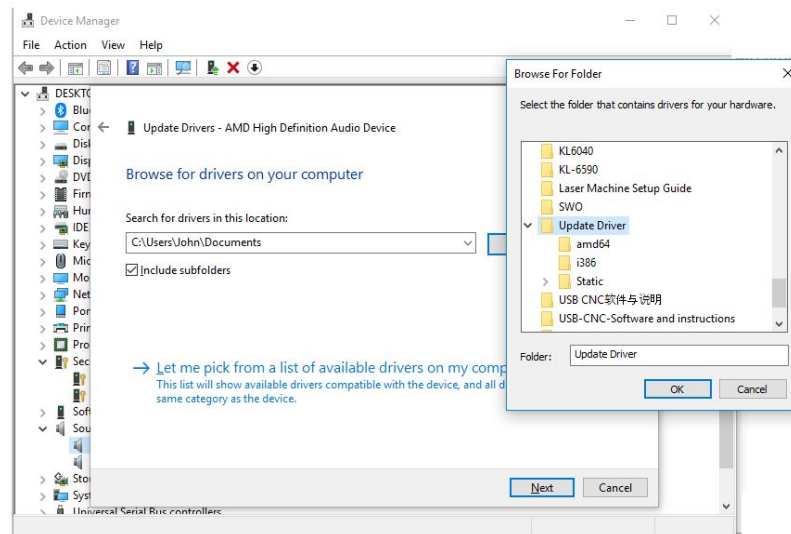 Device Manager
File Action View Help
DESKTO
Blu
Cor
Disk
Disp
DVD
Firm
Hur
IDE
Key
Mic
Mo
Net
Por
Prin
Pro
Sec
Soft
Sou
Sto
Syst
Universal Serial Bus controllers
Update Drivers - AMD High Definition Audio Device
Browse for drivers on your computer
Search for drivers in this location:
C:\Users\John\Documents
Include subfolders
Let me pick from a list of available drivers on my comp
This list will show available drivers compatible with the device, and all d
same category as the device.
Next Cancel
Browse For Folder
Select the folder that contains drivers for your hardware.
KL6040
KL-6590
Laser Machine Setup Guide
SWO
Update Driver
amd64
i386
Static
USB CNC软件与说明
USB-CNC-Software and instructions
Folder: Update Driver
OK Cancel